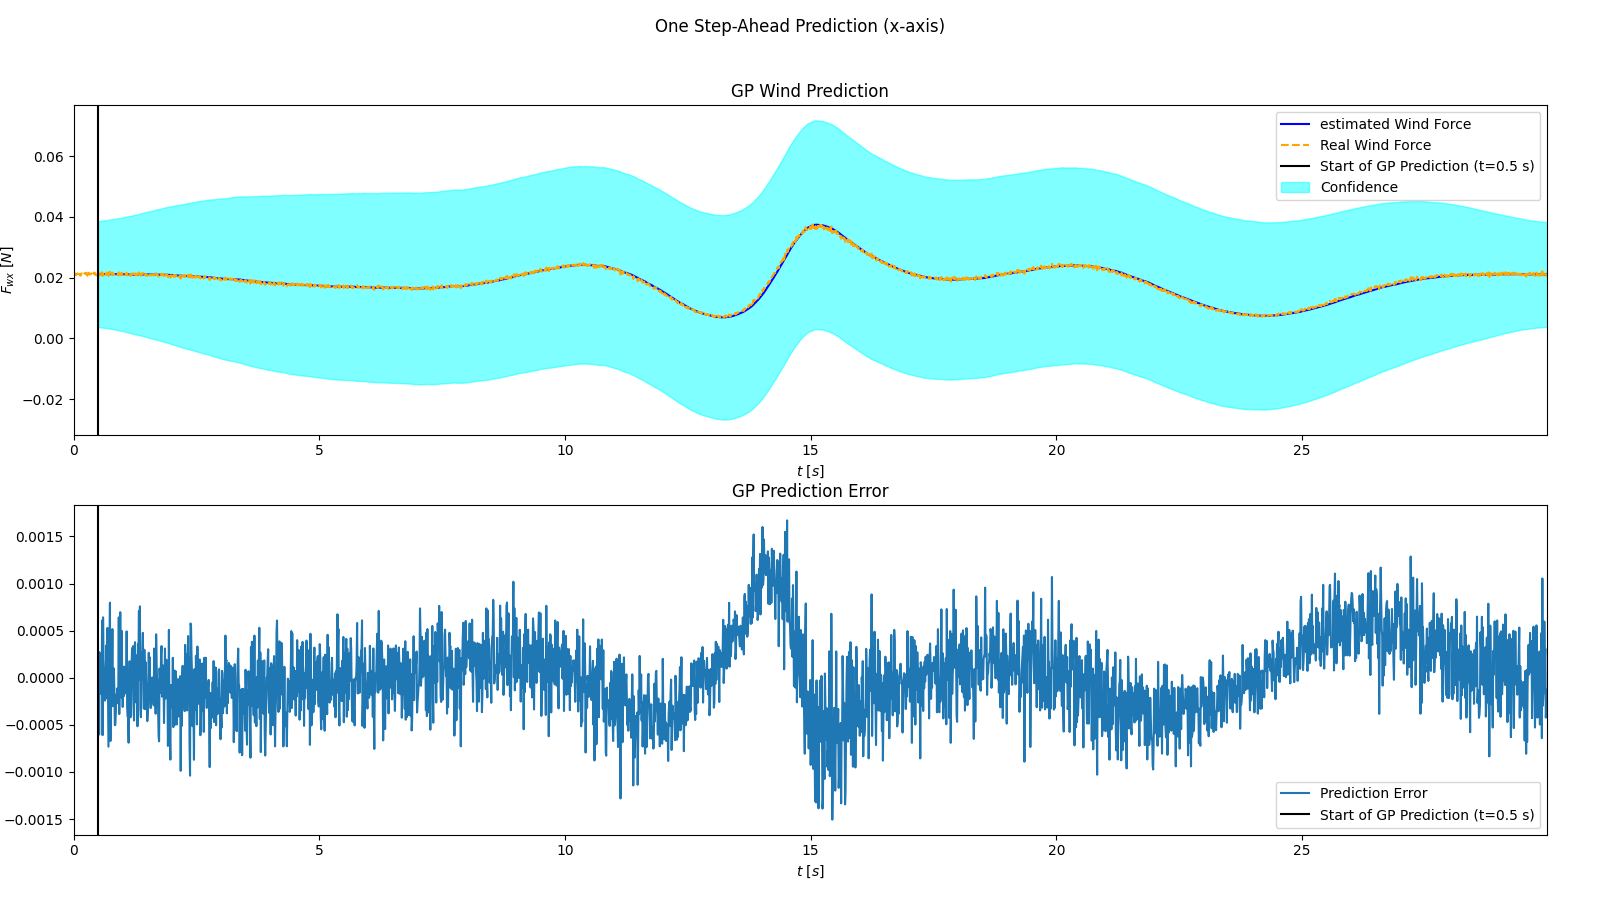 One Step-Ahead Prediction (x-axis)
GP Wind Prediction
estimated Wind Force
Real Wind Force
Start of GP Prediction (t=0.5 s)
Confidence
0.06
0.04
0.02
0.00
−0.02
F_wx [N]
0 5 10 15 20 25
t [s]
GP Prediction Error
0.0015
0.0010
0.0005
0.0000
−0.0005
−0.0010
−0.0015
Prediction Error
Start of GP Prediction (t=0.5 s)
0 5 10 15 20 25
t [s]